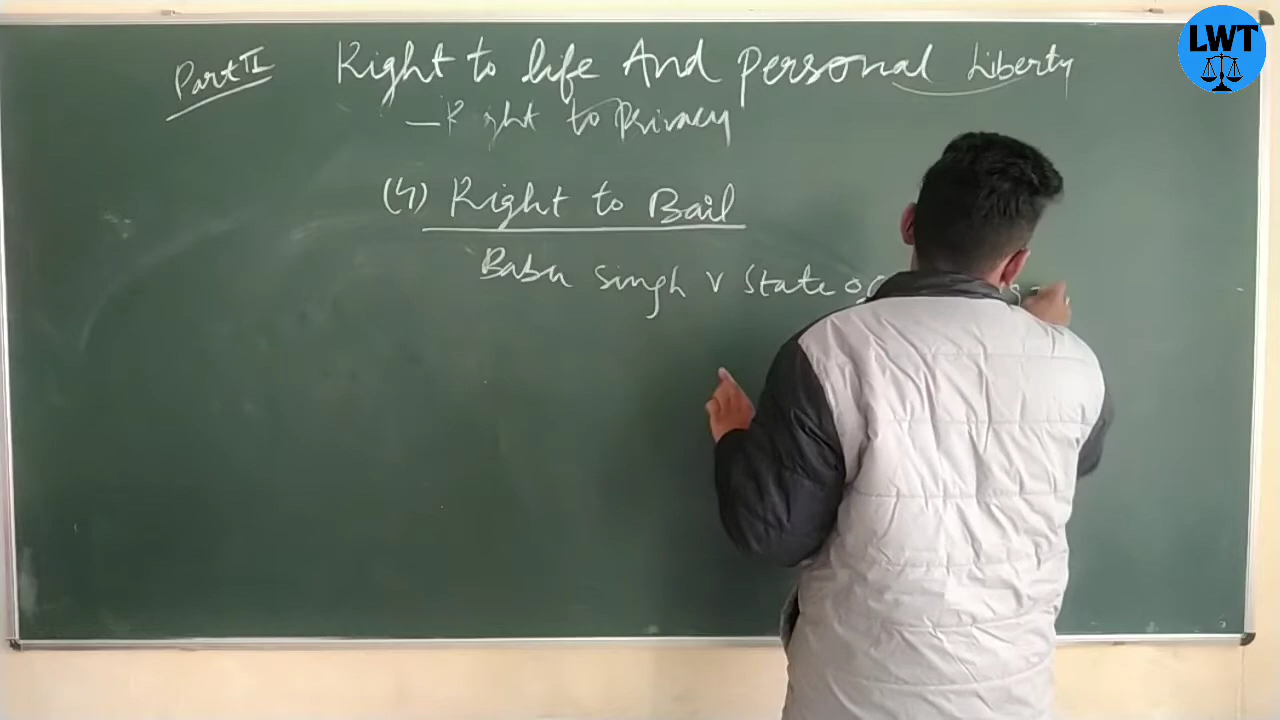 LWT
Part II
Right to life And Personal Liberty
- Right to Privacy
(4) Right to Bail
Babu Singh v State of